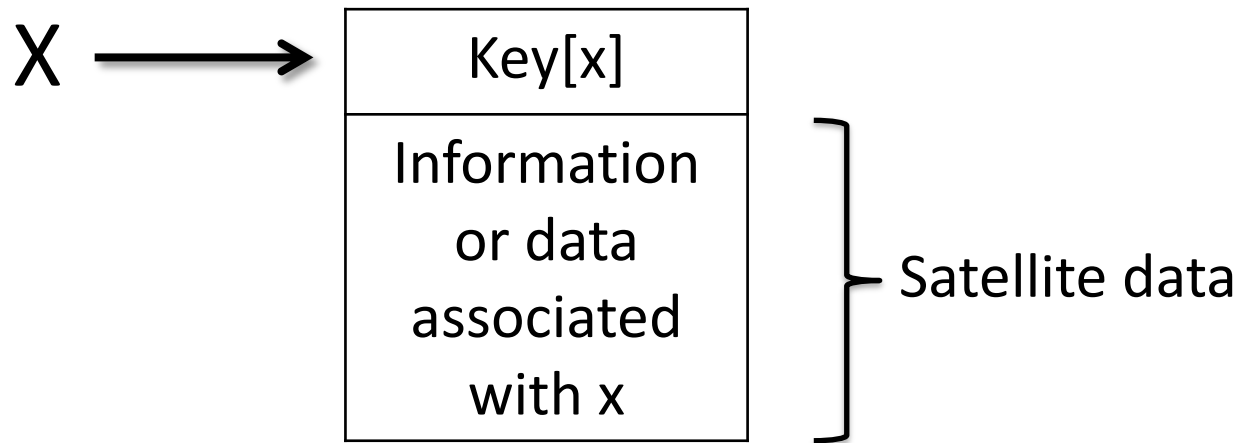 X
Key[x]
Information
or data
associated
with x
Satellite data